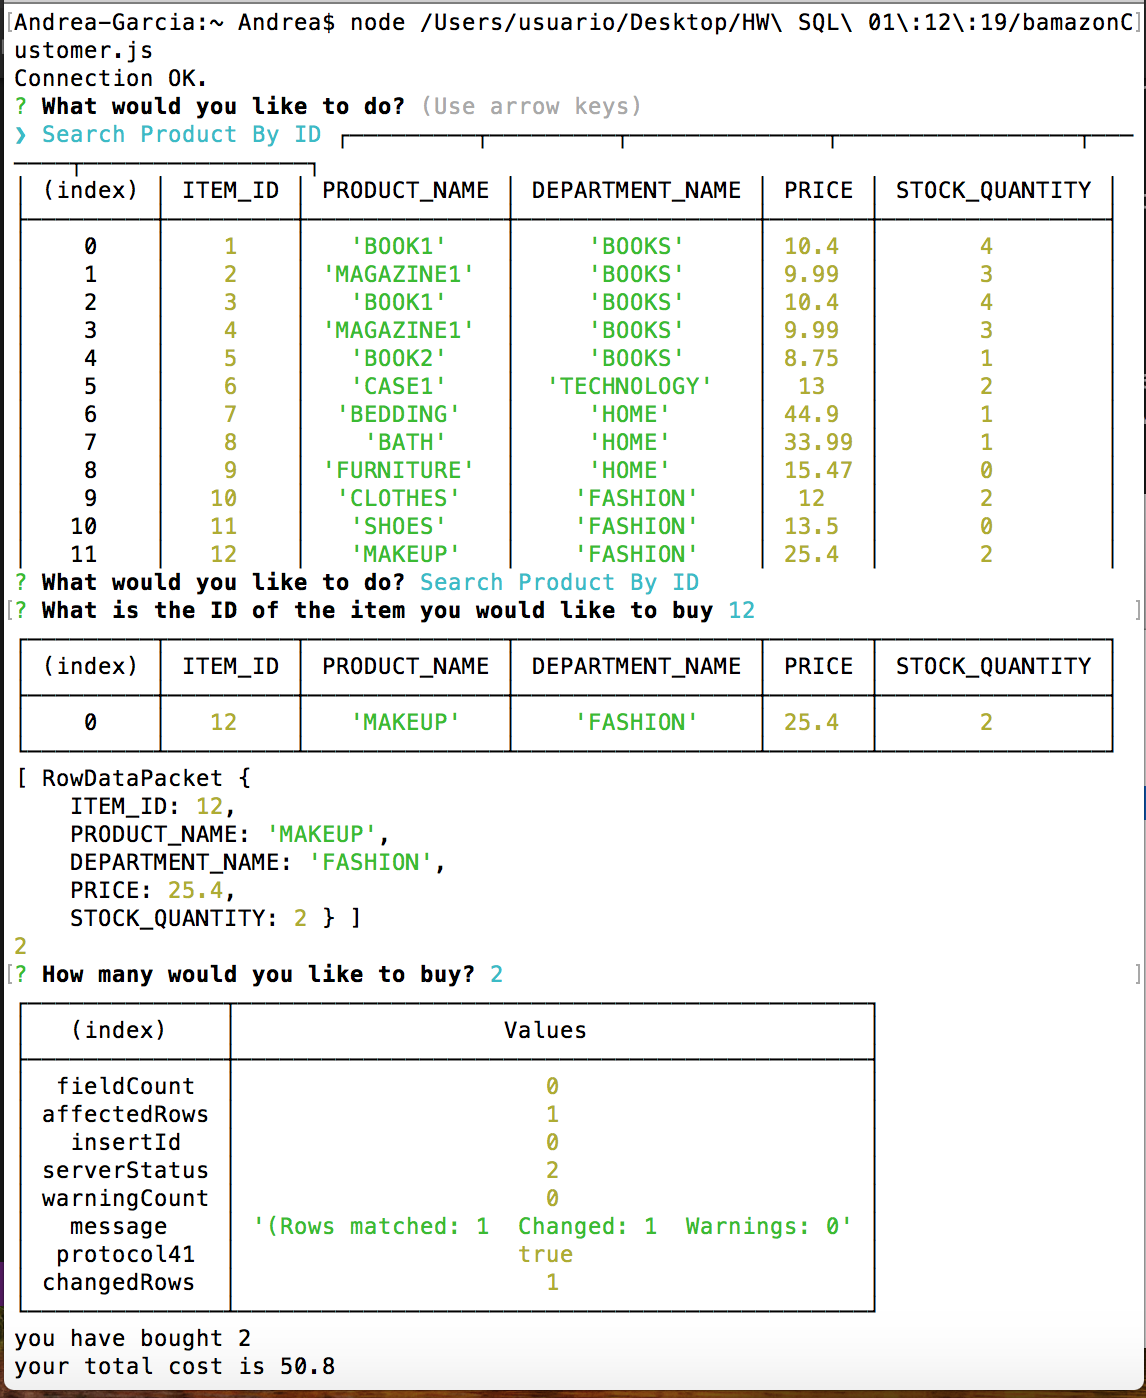 [Andrea-Garcia:~ Andrea$ node /Users/usuario/Desktop/HW\ SQL\ 01\:12\:19/bamazonC]
ustomer.js
Connection OK.
? What would you like to do? (Use arrow keys)
❯ Search Product By ID
(index) ITEM_ID PRODUCT_NAME DEPARTMENT_NAME PRICE STOCK_QUANTITY
0 1 'BOOK1' 'BOOKS' 10.4 4
1 2 'MAGAZINE1' 'BOOKS' 9.99 3
2 3 'BOOK1' 'BOOKS' 10.4 4
3 4 'MAGAZINE1' 'BOOKS' 9.99 3
4 5 'BOOK2' 'BOOKS' 8.75 1
5 6 'CASE1' 'TECHNOLOGY' 13 2
6 7 'BEDDING' 'HOME' 44.9 1
7 8 'BATH' 'HOME' 33.99 1
8 9 'FURNITURE' 'HOME' 15.47 0
9 10 'CLOTHES' 'FASHION' 12 2
10 11 'SHOES' 'FASHION' 13.5 0
11 12 'MAKEUP' 'FASHION' 25.4 2
? What would you like to do? Search Product By ID
[? What is the ID of the item you would like to buy 12 ]
(index) ITEM_ID PRODUCT_NAME DEPARTMENT_NAME PRICE STOCK_QUANTITY
0 12 'MAKEUP' 'FASHION' 25.4 2
[ RowDataPacket {
ITEM_ID: 12,
PRODUCT_NAME: 'MAKEUP',
DEPARTMENT_NAME: 'FASHION',
PRICE: 25.4,
STOCK_QUANTITY: 2 } ]
2
[? How many would you like to buy? 2 ]
(index) Values
fieldCount 0
affectedRows 1
insertId 0
serverStatus 2
warningCount 0
message '(Rows matched: 1  Changed: 1  Warnings: 0'
protocol41 true
changedRows 1
you have bought 2
your total cost is 50.8